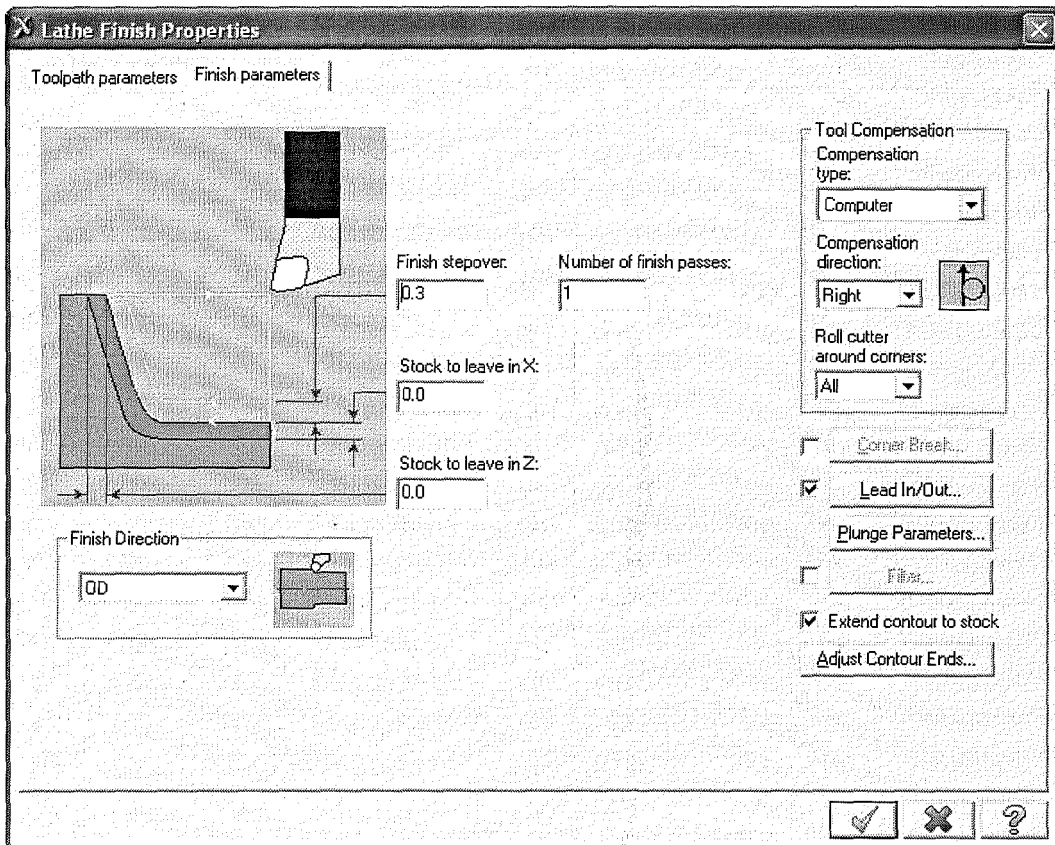 Lathe Finish Properties
Toolpath parameters
Finish parameters
Finish stepover:
0.3
Number of finish passes:
1
Stock to leave in X:
0.0
Stock to leave in Z:
0.0
Finish Direction
OD
Tool Compensation
Compensation
type:
Computer
Compensation
direction:
Right
Roll cutter
around corners:
All
Corner Break...
Lead In/Out...
Plunge Parameters...
Filter...
Extend contour to stock
Adjust Contour Ends...